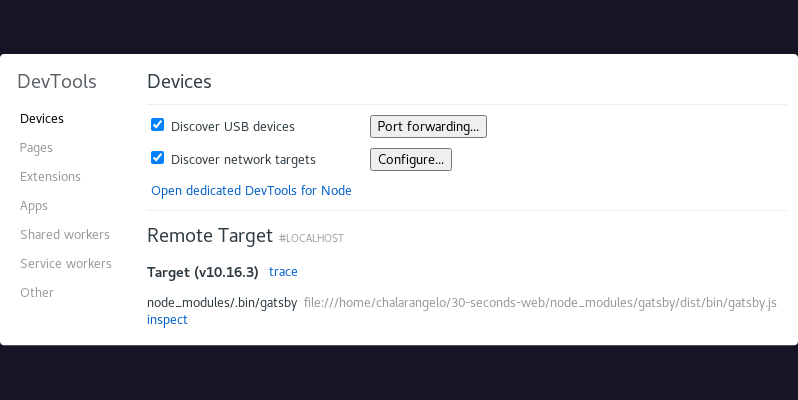 DevTools
Devices
Pages
Extensions
Apps
Shared workers
Service workers
Other
Devices
Discover USB devices Port forwarding...
Discover network targets Configure...
Open dedicated DevTools for Node
Remote Target #LOCALHOST
Target (v10.16.3) trace
node_modules/.bin/gatsby file:///home/chalarangelo/30-seconds-web/node_modules/gatsby/dist/bin/gatsby.js
inspect